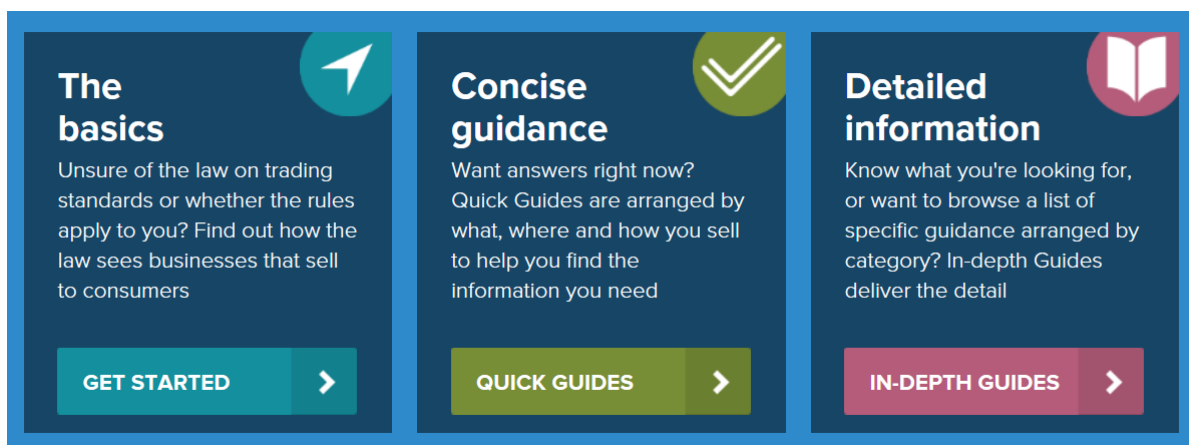 The
basics
Unsure of the law on trading
standards or whether the rules
apply to you? Find out how the
law sees businesses that sell
to consumers
GET STARTED
Concise
guidance
Want answers right now?
Quick Guides are arranged by
what, where and how you sell
to help you find the
information you need
QUICK GUIDES
Detailed
information
Know what you're looking for,
or want to browse a list of
specific guidance arranged by
category? In-depth Guides
deliver the detail
IN-DEPTH GUIDES